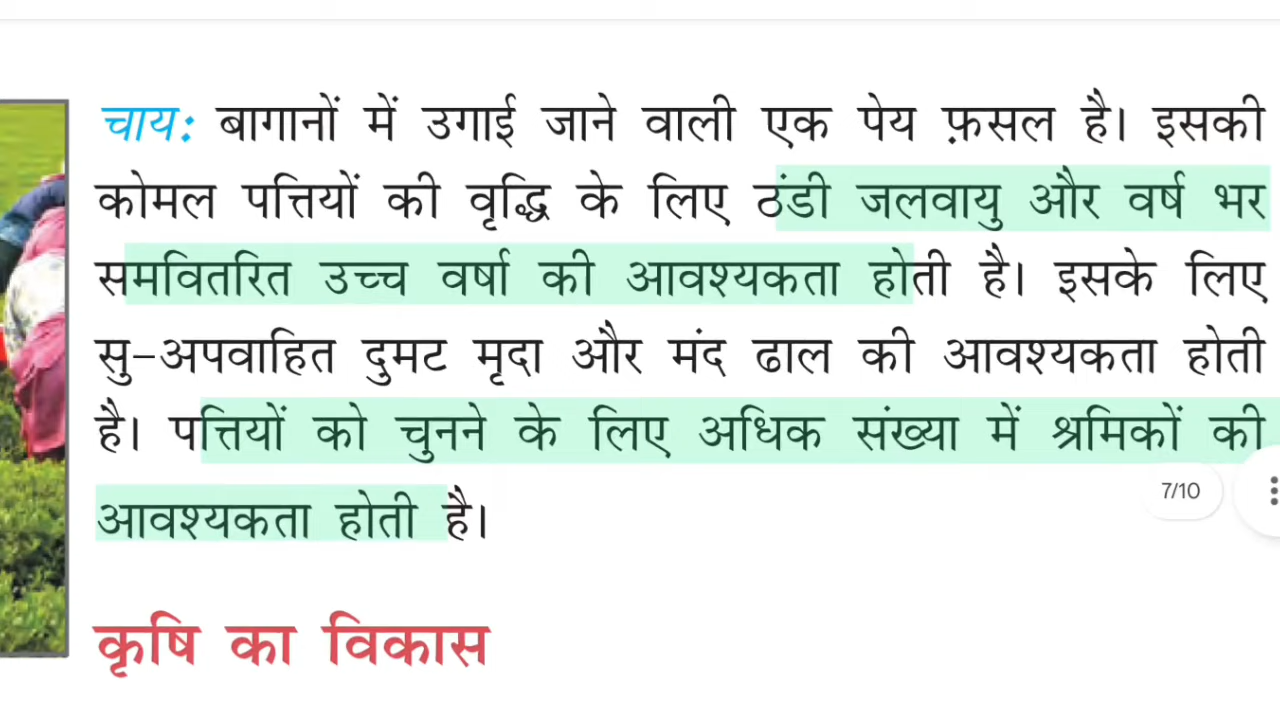 चाय: बागानों में उगाई जाने वाली एक पेय फ़सल है। इसकी
कोमल पत्तियों की वृद्धि के लिए ठंडी जलवायु और वर्ष भर
समवितरित उच्च वर्षा की आवश्यकता होती है। इसके लिए
सु-अपवाहित दुमट मृदा और मंद ढाल की आवश्यकता होती
है। पत्तियों को चुनने के लिए अधिक संख्या में श्रमिकों की
आवश्यकता होती है।
7/10
कृषि का विकास